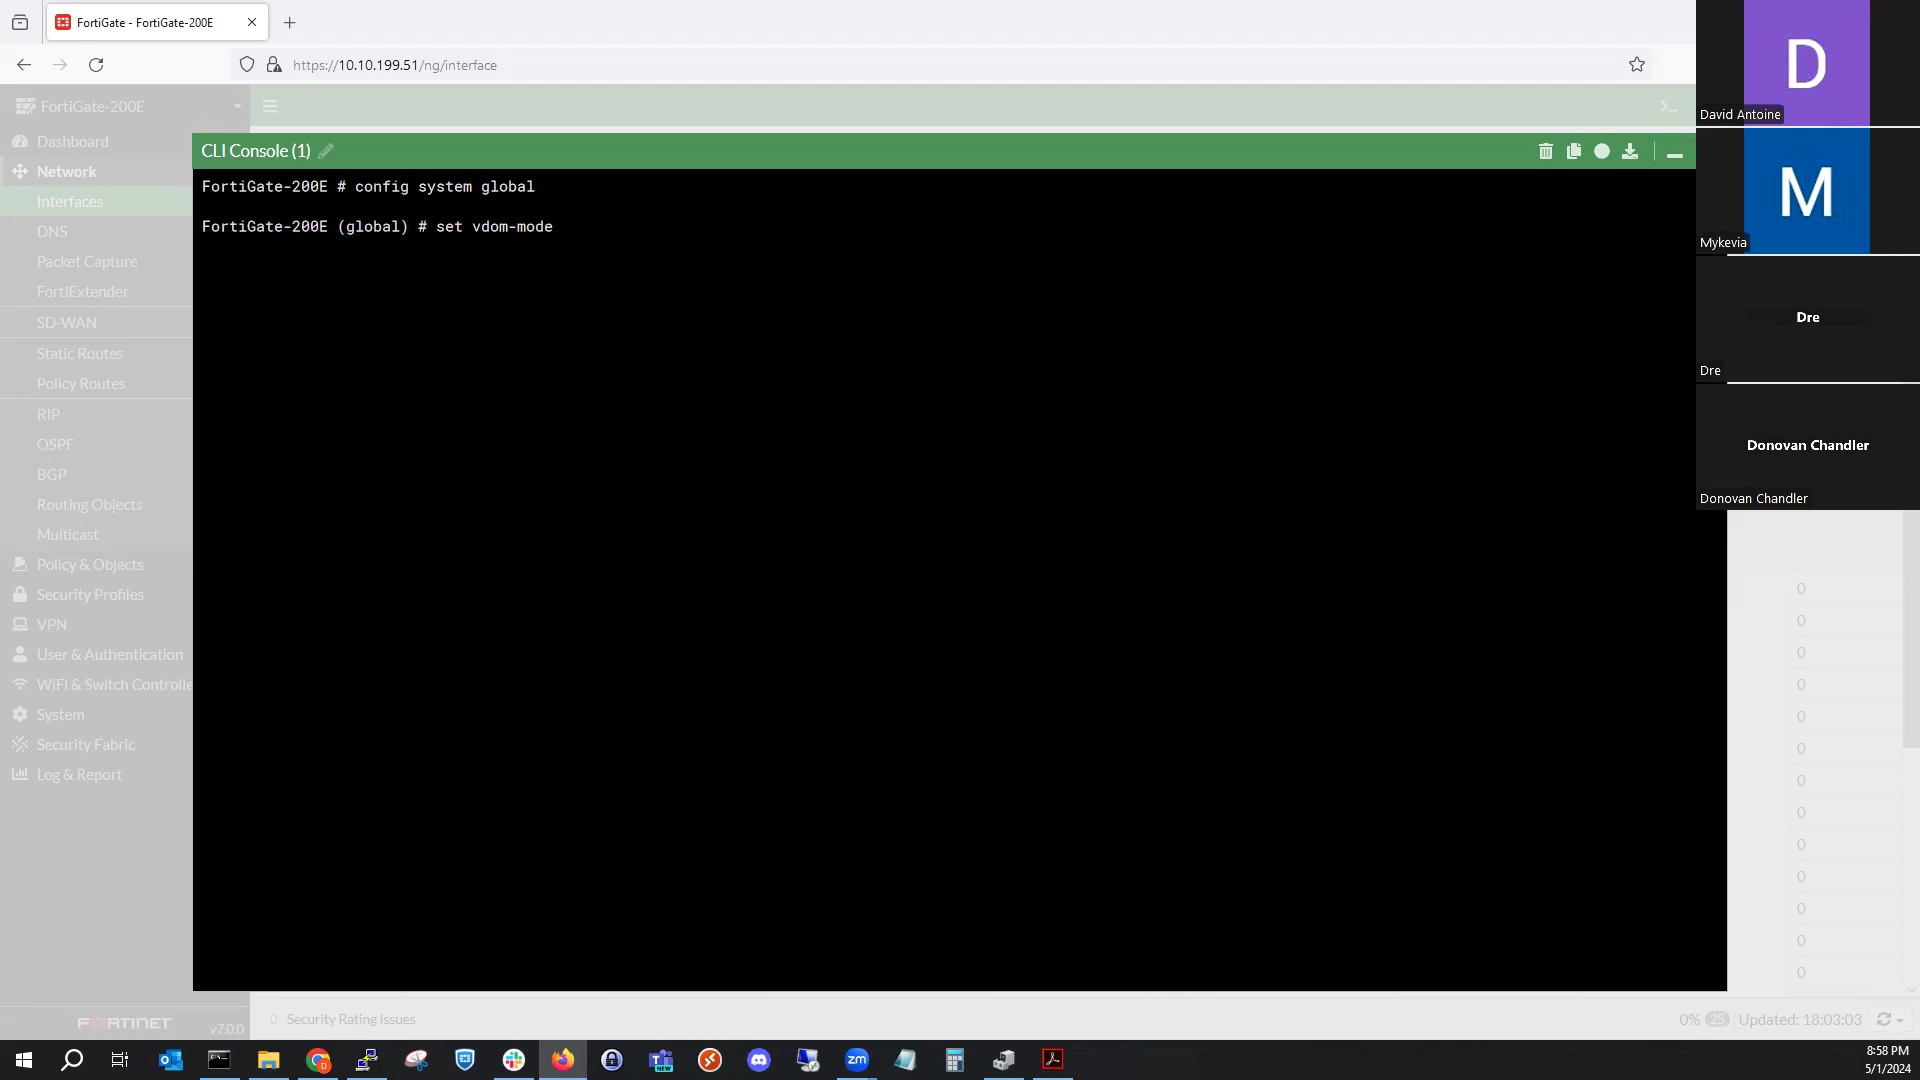 FortiGate - FortiGate-200E
https://10.10.199.51/ng/interface
FortiGate-200E
Dashboard
Network
Interfaces
DNS
Packet Capture
FortiExtender
SD-WAN
Static Routes
Policy Routes
RIP
OSPF
BGP
Routing Objects
Multicast
Policy & Objects
Security Profiles
VPN
User & Authentication
WiFi & Switch Controlle
System
Security Fabric
Log & Report
FORTINET
v7.0.0
CLI Console (1)
FortiGate-200E # config system global
FortiGate-200E (global) # set vdom-mode
D
David Antoine
M
Mykevia
Dre
Dre
Donovan Chandler
Donovan Chandler
0
0
0
0
0
0
0
0
0
0
0
0
0
0 Security Rating Issues
0% 25 Updated: 18:03:03
D
T
NEW
zm
8:58 PM
5/1/2024